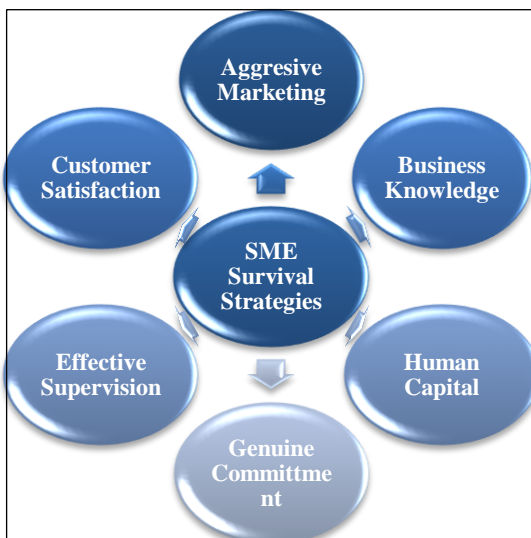 Aggresive
Marketing
Customer
Satisfaction
Business
Knowledge
SME
Survival
Strategies
Effective
Supervision
Human
Capital
Genuine
Committme
nt